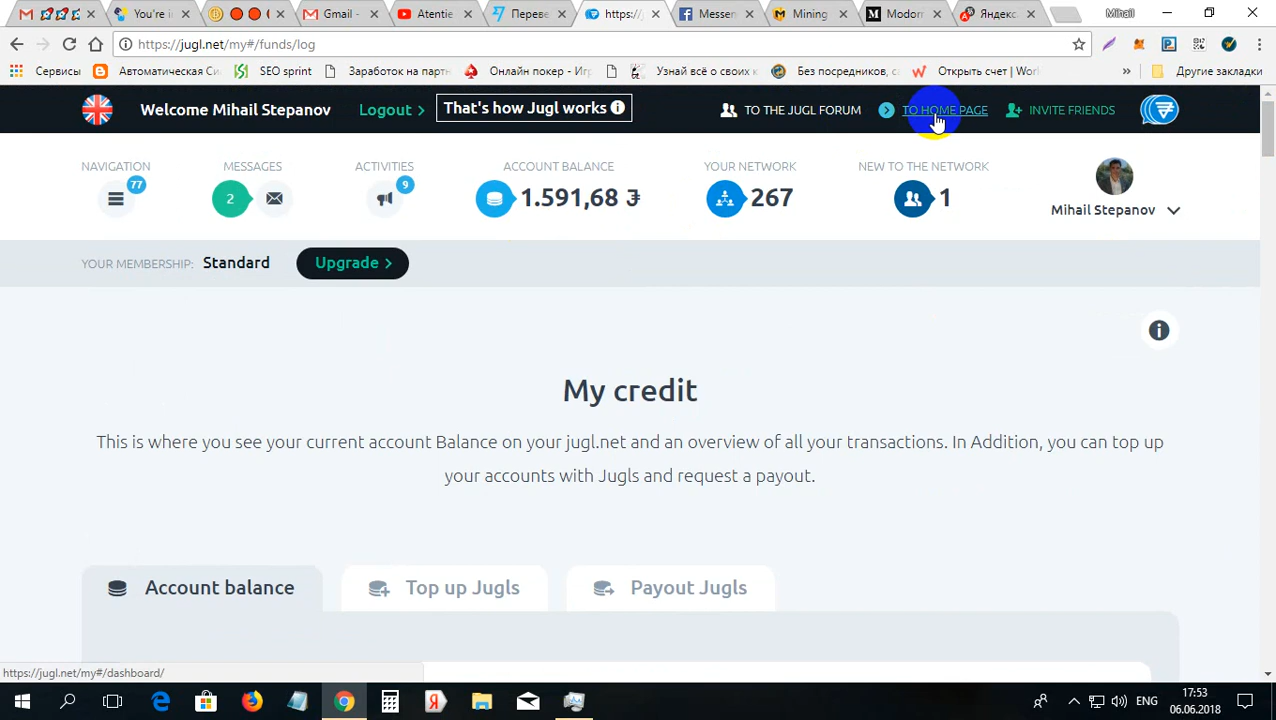 You're i
Gmail -
Atentie
Переве
https:/
Messen
Mining
Modorn
Яндекс.
Mihail
https://jugl.net/my#/funds/log
Сервисы
Автоматическая Си
SEO sprint
Заработок на партн
Онлайн покер - Игр
Узнай всё о своих к
Без посредников, са
Открыть счет | Worl
»
Другие закладки
Welcome Mihail Stepanov
Logout >
That's how Jugl works
TO THE JUGL FORUM
TO HOME PAGE
INVITE FRIENDS
NAVIGATION
MESSAGES
ACTIVITIES
ACCOUNT BALANCE
YOUR NETWORK
NEW TO THE NETWORK
77
2
9
1.591,68
267
1
Mihail Stepanov
YOUR MEMBERSHIP: Standard
Upgrade >
My credit
This is where you see your current account Balance on your jugl.net and an overview of all your transactions. In Addition, you can top up
your accounts with Jugls and request a payout.
Account balance
Top up Jugls
Payout Jugls
https://jugl.net/my#/dashboard/
ENG
17:53
06.06.2018